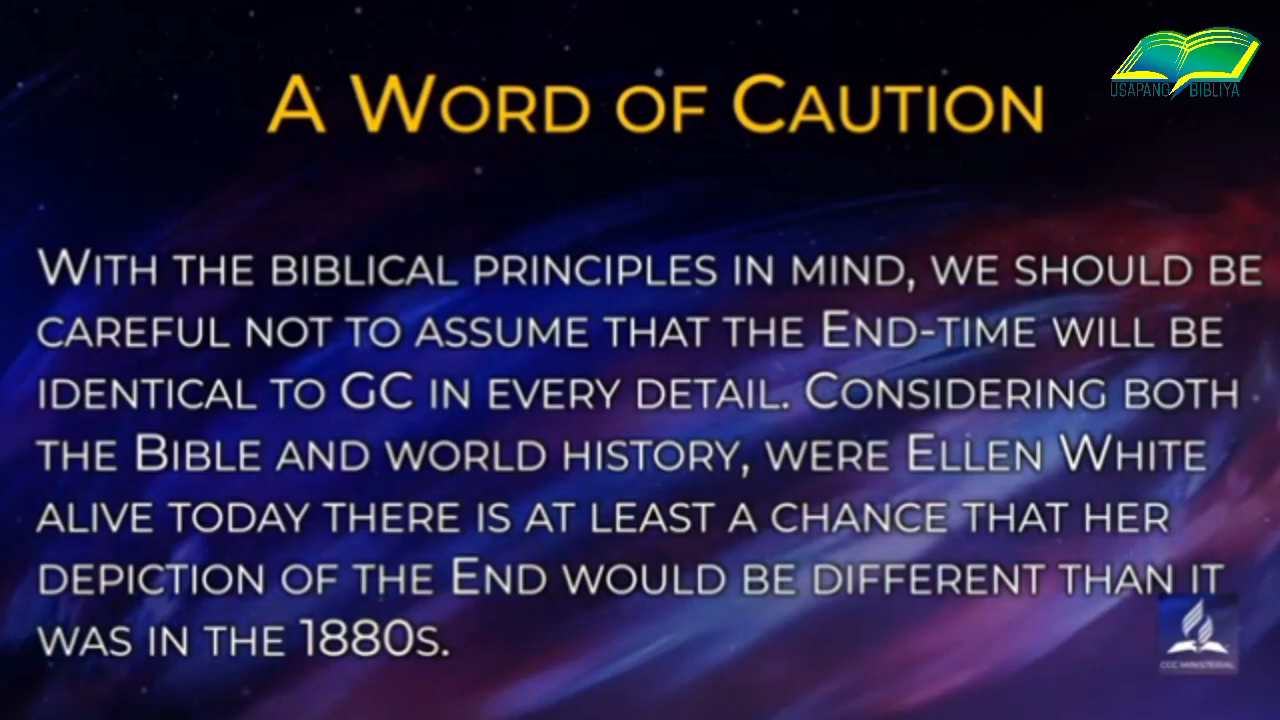 A Word of Caution
USAPANG BIBLIYA
With the biblical principles in mind, we should be
careful not to assume that the End-time will be
identical to GC in every detail. Considering both
the Bible and world history, were Ellen White
alive today there is at least a chance that her
depiction of the End would be different than it
was in the 1880s.
CCC MINISTERIAL